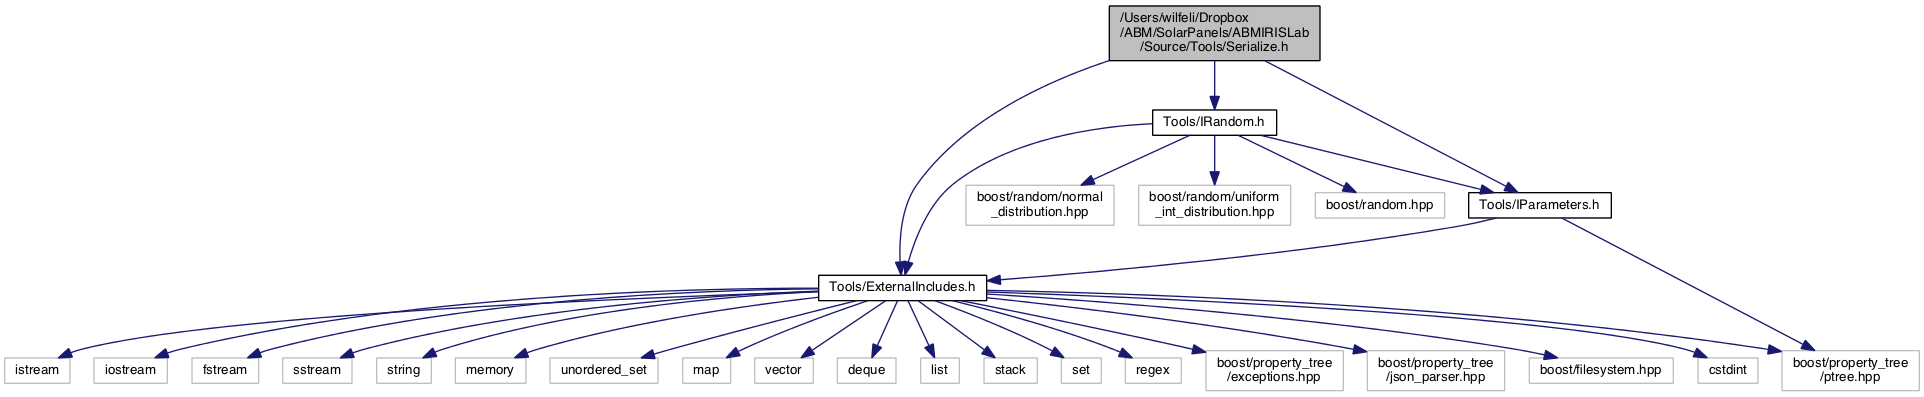 /Users/wilfeli/Dropbox
/ABM/SolarPanels/ABMIRISLab
/Source/Tools/Serialize.h
Tools/IRandom.h
boost/random/normal
_distribution.hpp
boost/random/uniform
_int_distribution.hpp
boost/random.hpp
Tools/IParameters.h
Tools/ExternalIncludes.h
istream
iostream
fstream
sstream
string
memory
unordered_set
map
vector
deque
list
stack
set
regex
boost/property_tree
/exceptions.hpp
boost/property_tree
/json_parser.hpp
boost/filesystem.hpp
cstdint
boost/property_tree
/ptree.hpp